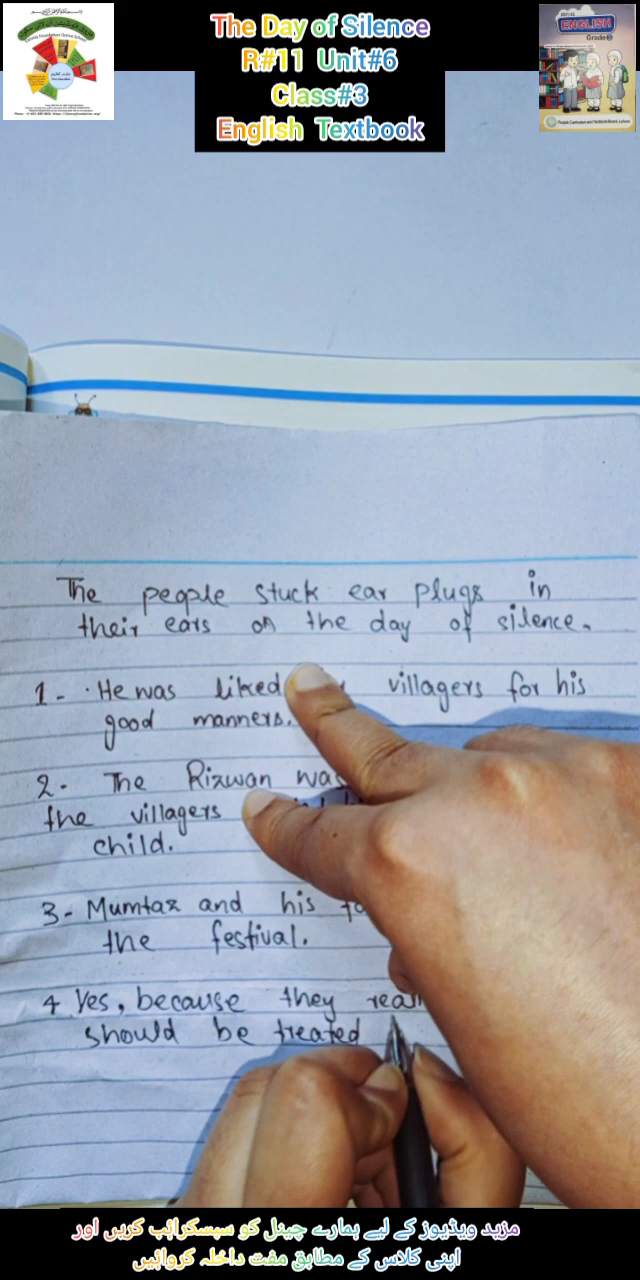 The Day of Silence
R#11 Unit#6
Class#3
English Textbook
ENGLISH
Grade 3
The people stuck ear plugs in
their ears on the day of silence.
1- . He was liked villagers for his
good manners.
2- The Rizwan was
the villagers
child.
3- Mumtaz and his
the festival.
4 Yes, because they
should be treated
مزید ویڈیوز کے لیے ہمارے چینل کو سبسکرائب کریں اور
اپنی کلاس کے مطابق مفت داخلہ کروائیں